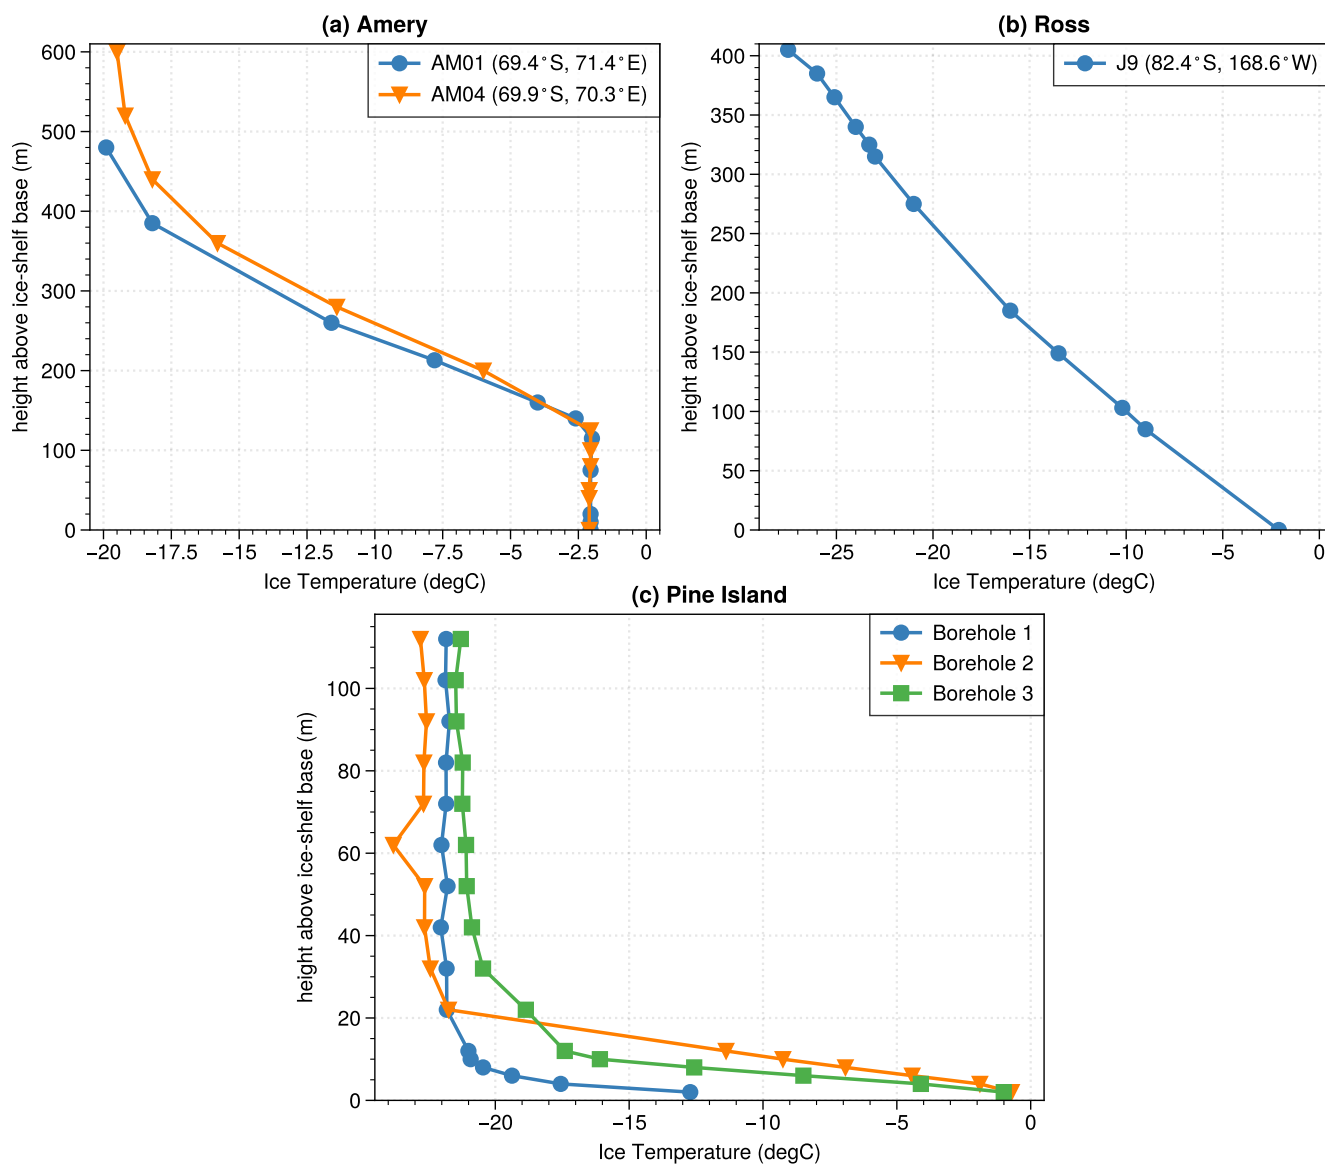 (a) Amery
AM01 (69.4°S, 71.4°E)
AM04 (69.9°S, 70.3°E)
height above ice-shelf base (m)
600
500
400
300
200
100
0
−20
−17.5
−15
−12.5
−10
−7.5
−5
−2.5
0
Ice Temperature (degC)
(b) Ross
J9 (82.4°S, 168.6°W)
height above ice-shelf base (m)
400
350
300
250
200
150
100
50
0
−25
−20
−15
−10
−5
0
Ice Temperature (degC)
(c) Pine Island
Borehole 1
Borehole 2
Borehole 3
height above ice-shelf base (m)
100
80
60
40
20
0
−20
−15
−10
−5
0
Ice Temperature (degC)